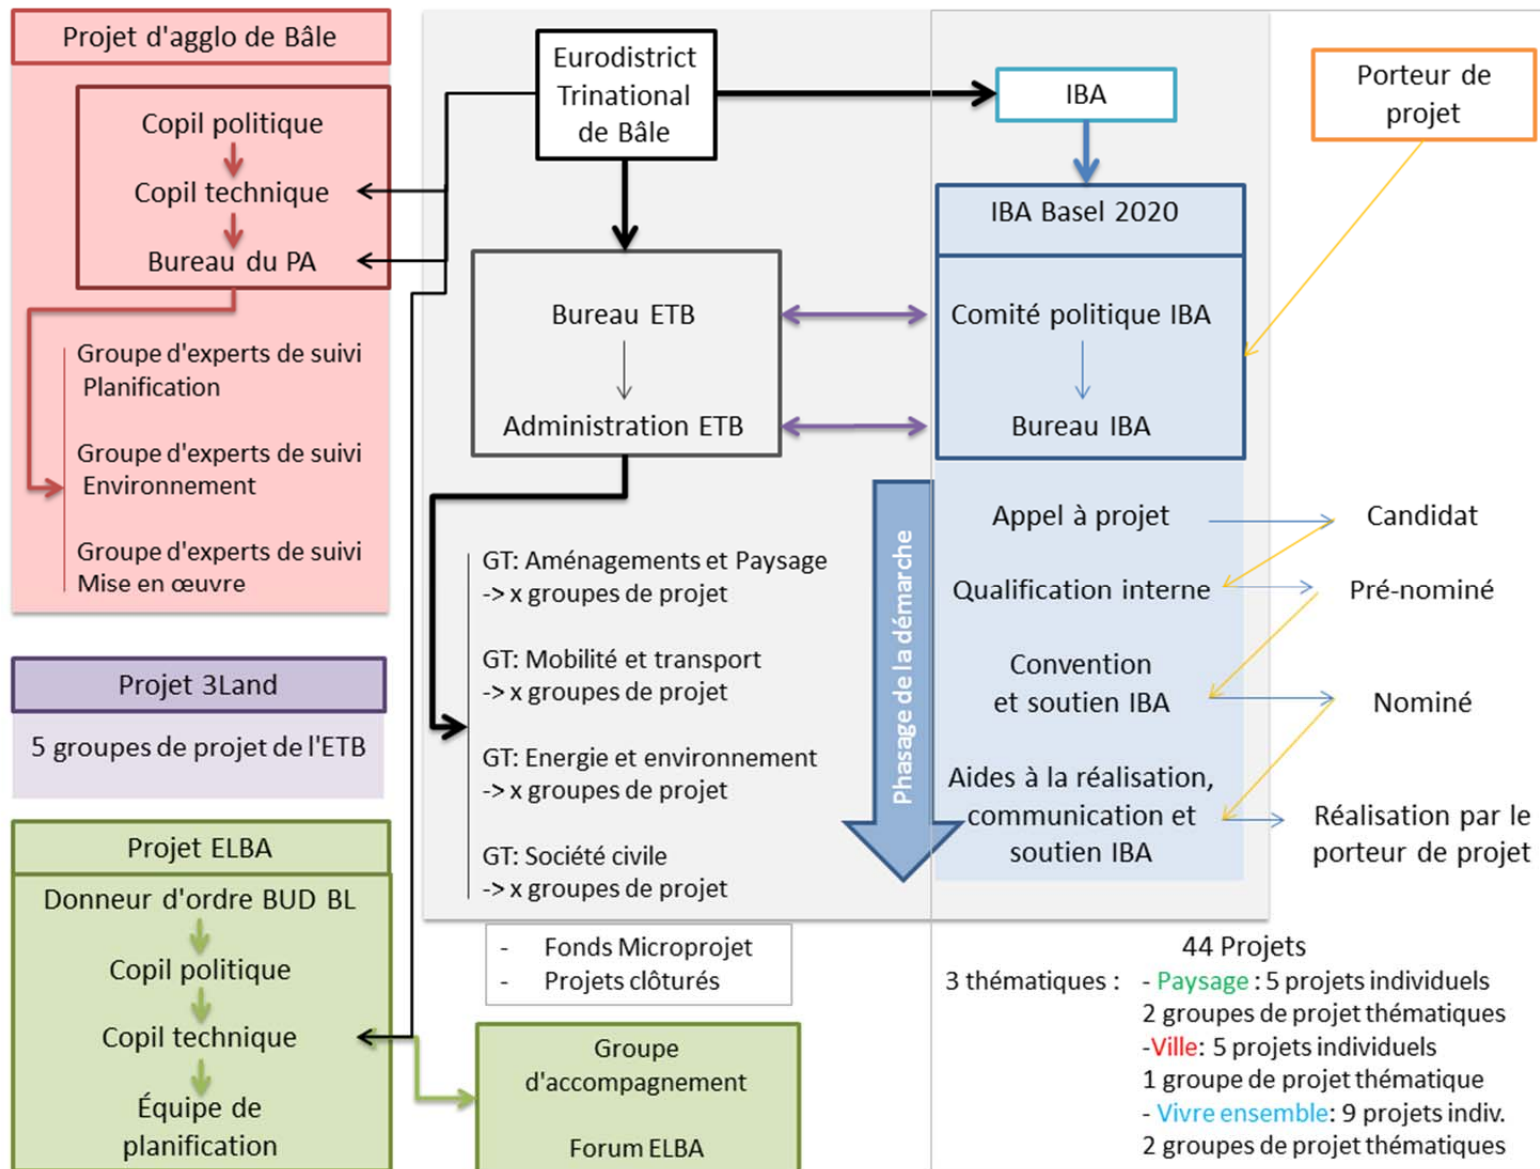 Projet d'agglo de Bâle
Copil politique
Copil technique
Bureau du PA
Groupe d'experts de suivi
Planification
Groupe d'experts de suivi
Environnement
Groupe d'experts de suivi
Mise en œuvre
Projet 3Land
5 groupes de projet de l'ETB
Projet ELBA
Donneur d'ordre BUD BL
Copil politique
Copil technique
Équipe de
planification
Eurodistrict
Trinational
de Bâle
Bureau ETB
Administration ETB
GT: Aménagements et Paysage
-> x groupes de projet
GT: Mobilité et transport
-> x groupes de projet
GT: Energie et environnement
-> x groupes de projet
GT: Société civile
-> x groupes de projet
- Fonds Microprojet
- Projets clôturés
Groupe
d'accompagnement
Forum ELBA
IBA
IBA Basel 2020
Comité politique IBA
Bureau IBA
Phasage de la démarche
Appel à projet
Qualification interne
Convention
et soutien IBA
Aides à la réalisation,
communication et
soutien IBA
Porteur de
projet
Candidat
Pré-nominé
Nominé
Réalisation par le
porteur de projet
44 Projets
3 thématiques : - Paysage : 5 projets individuels
2 groupes de projet thématiques
-Ville: 5 projets individuels
1 groupe de projet thématique
- Vivre ensemble: 9 projets indiv.
2 groupes de projet thématiques